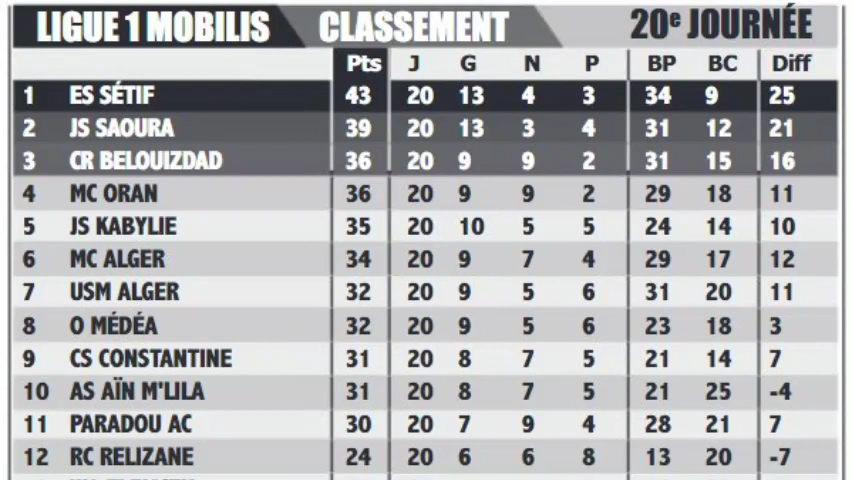 LIGUE 1 MOBILIS CLASSEMENT 20e JOURNÉE
Pts J G N P BP BC Diff
1 ES SÉTIF 43 20 13 4 3 34 9 25
2 JS SAOURA 39 20 13 3 4 31 12 21
3 CR BELOUIZDAD 36 20 9 9 2 31 15 16
4 MC ORAN 36 20 9 9 2 29 18 11
5 JS KABYLIE 35 20 10 5 5 24 14 10
6 MC ALGER 34 20 9 7 4 29 17 12
7 USM ALGER 32 20 9 5 6 31 20 11
8 O MÉDÉA 32 20 9 5 6 23 18 3
9 CS CONSTANTINE 31 20 8 7 5 21 14 7
10 AS AÏN M'LILA 31 20 8 7 5 21 25 -4
11 PARADOU AC 30 20 7 9 4 28 21 7
12 RC RELIZANE 24 20 6 6 8 13 20 -7